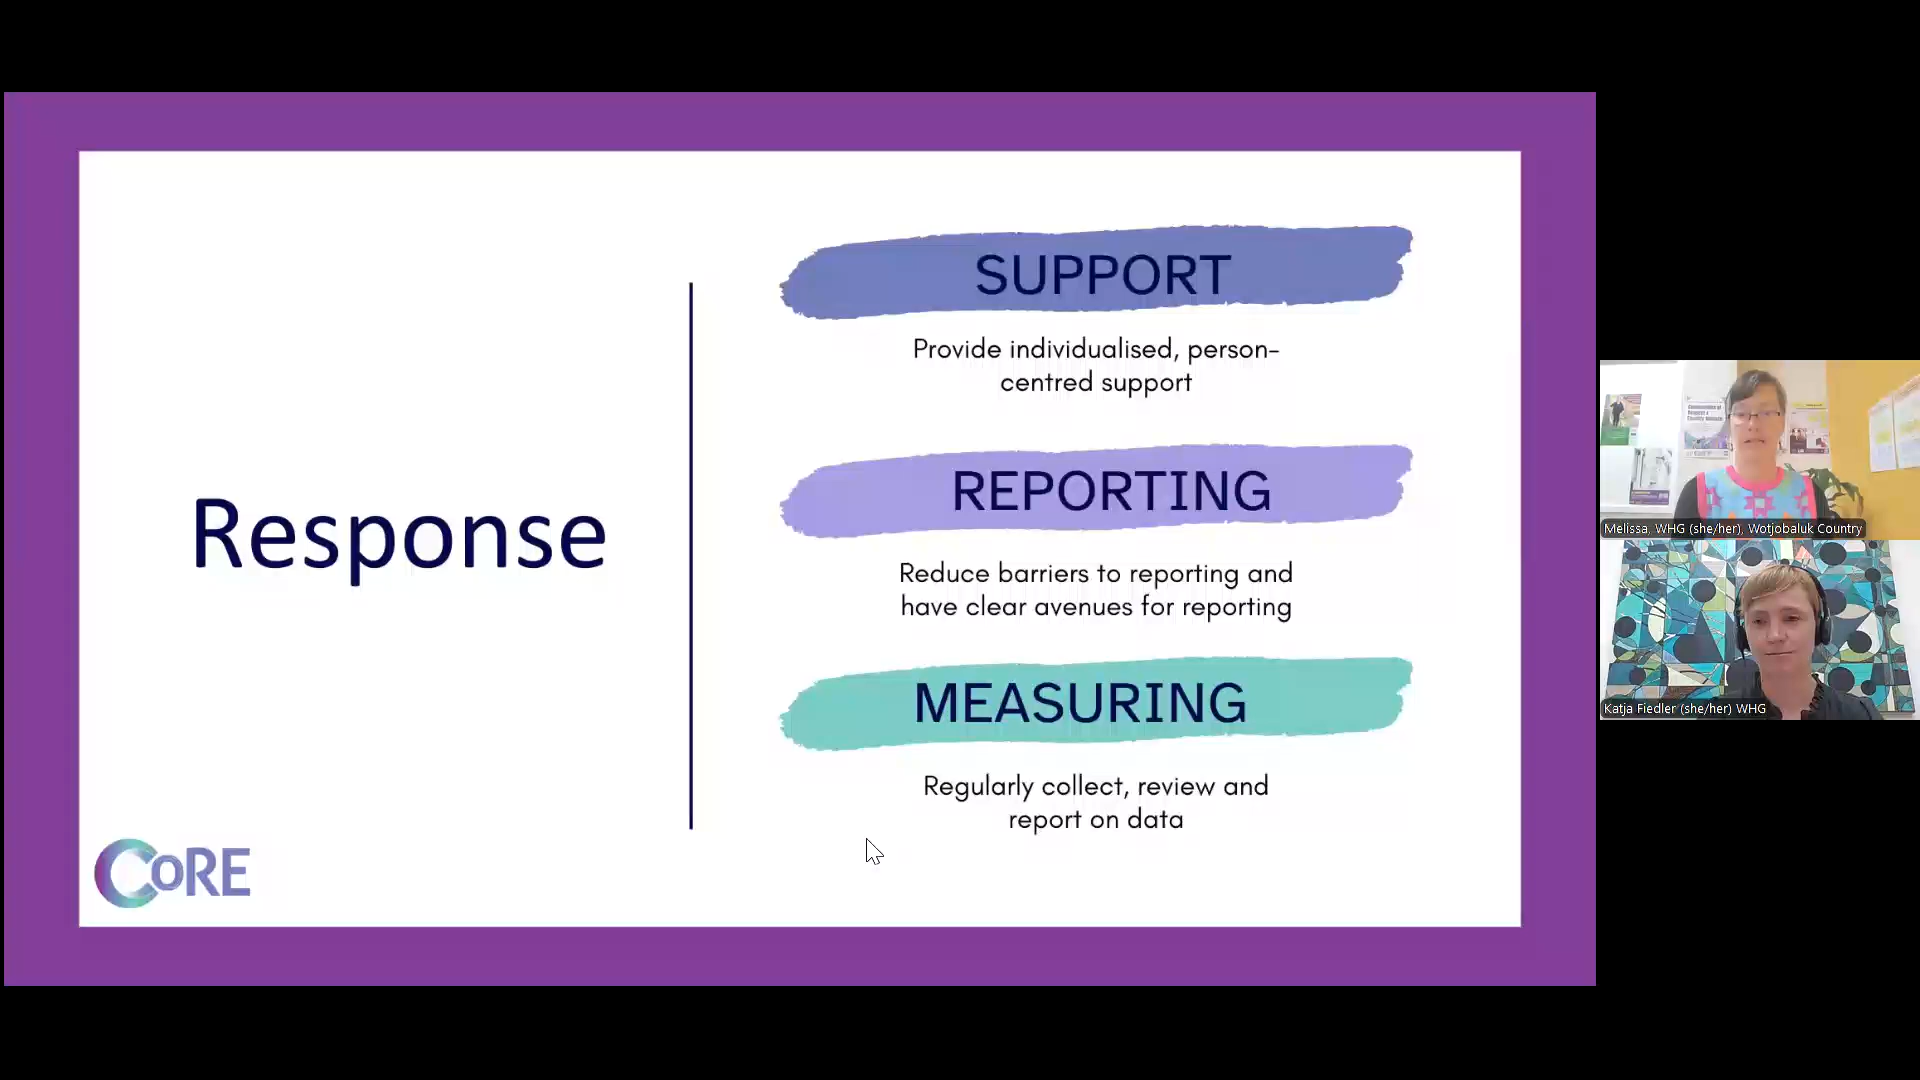 Response
SUPPORT
Provide individualised, person-
centred support
REPORTING
Reduce barriers to reporting and
have clear avenues for reporting
MEASURING
Regularly collect, review and
report on data
CoRE
Melissa, WHG (she/her), Wotjobaluk Country
Katja Fiedler (she/her) WHG